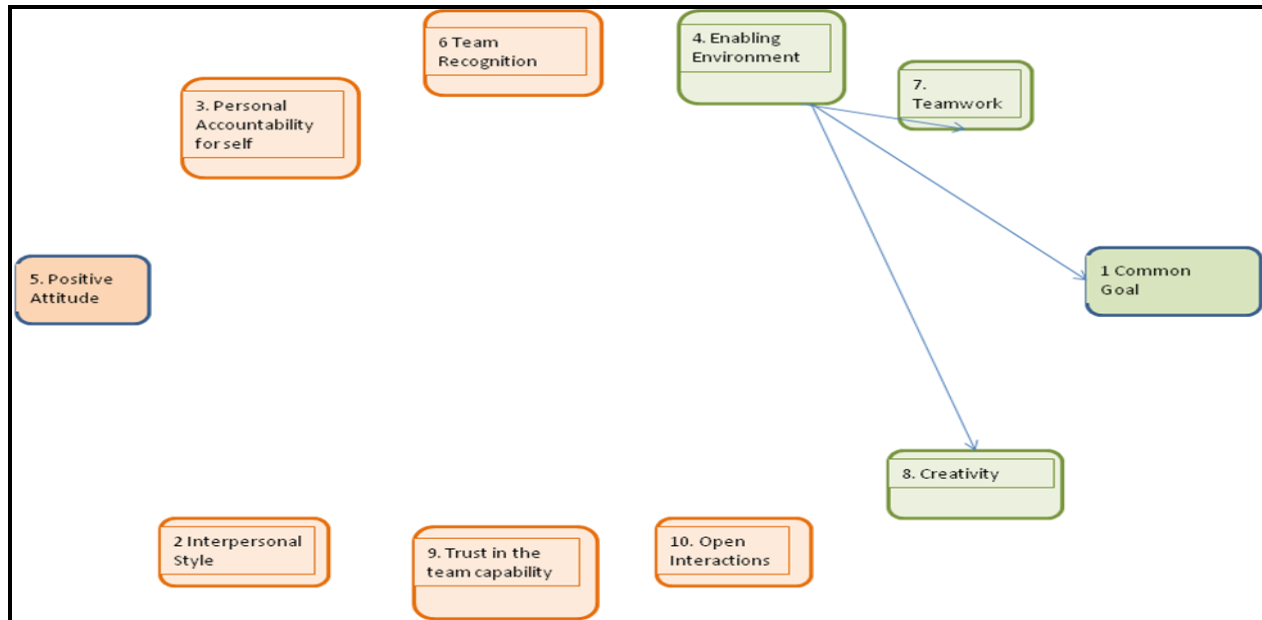 6 Team
Recognition
4. Enabling
Environment
7.
Teamwork
3. Personal
Accountability
for self
5. Positive
Attitude
1 Common
Goal
8. Creativity
2 Interpersonal
Style
9. Trust in the
team capability
10. Open
Interactions